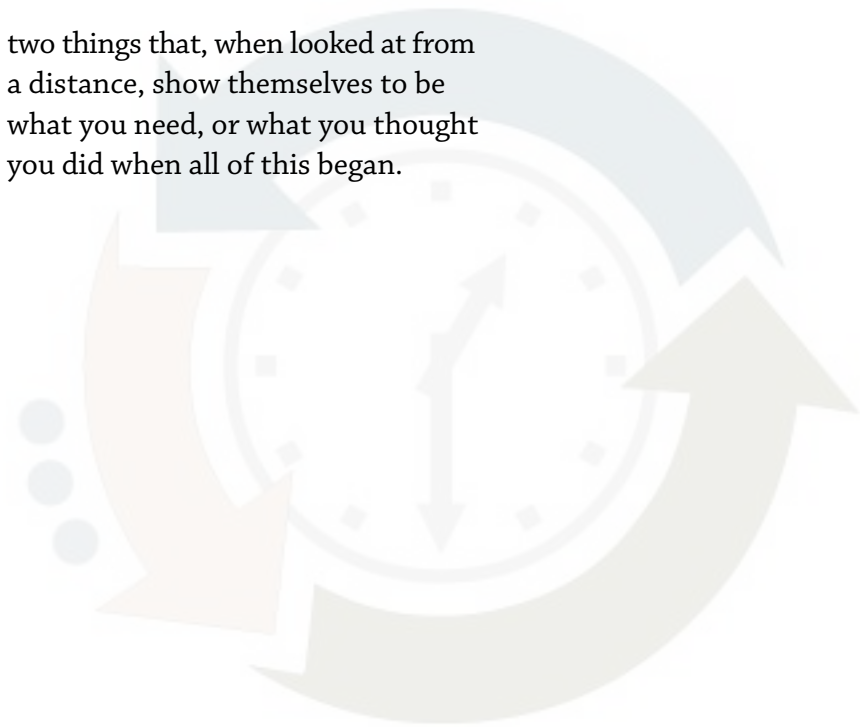 two things that, when looked at from
a distance, show themselves to be
what you need, or what you thought
you did when all of this began.